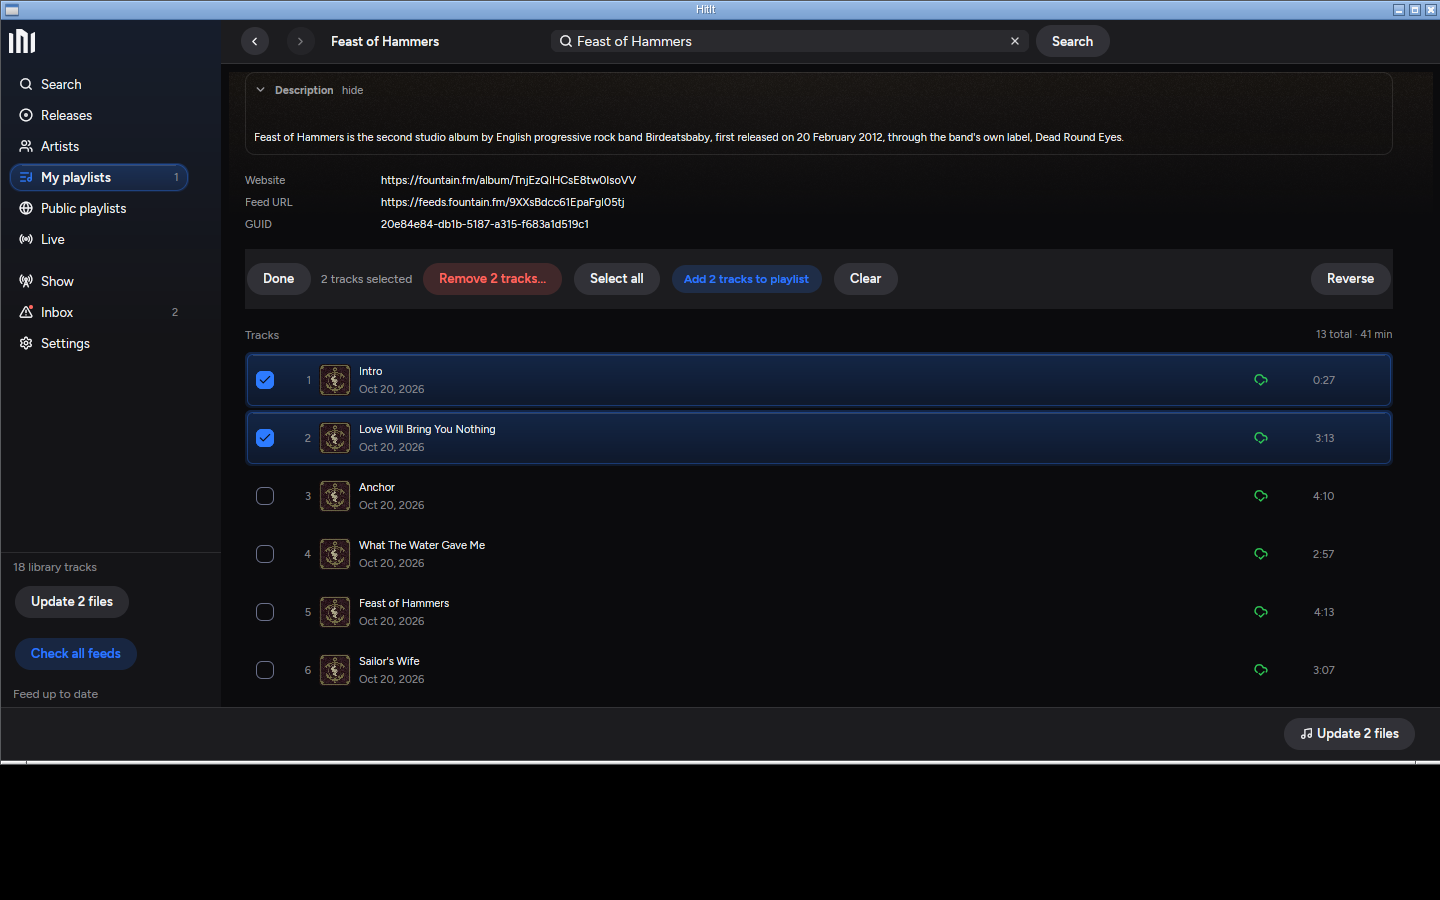 HitIt
Feast of Hammers
Feast of Hammers
Search
Search
Releases
Artists
My playlists 1
Public playlists
Live
Show
Inbox 2
Settings
18 library tracks
Update 2 files
Check all feeds
Feed up to date
Description hide
Feast of Hammers is the second studio album by English progressive rock band Birdeatsbaby, first released on 20 February 2012, through the band's own label, Dead Round Eyes.
Website https://fountain.fm/album/TnjEzQIHCsE8tw0IsoVV
Feed URL https://feeds.fountain.fm/9XXsBdcc61EpaFgI05tj
GUID 20e84e84-db1b-5187-a315-f683a1d519c1
Done 2 tracks selected Remove 2 tracks... Select all Add 2 tracks to playlist Clear Reverse
Tracks 13 total · 41 min
1 Intro 0:27
Oct 20, 2026
2 Love Will Bring You Nothing 3:13
Oct 20, 2026
3 Anchor 4:10
Oct 20, 2026
4 What The Water Gave Me 2:57
Oct 20, 2026
5 Feast of Hammers 4:13
Oct 20, 2026
6 Sailor's Wife 3:07
Oct 20, 2026
Update 2 files